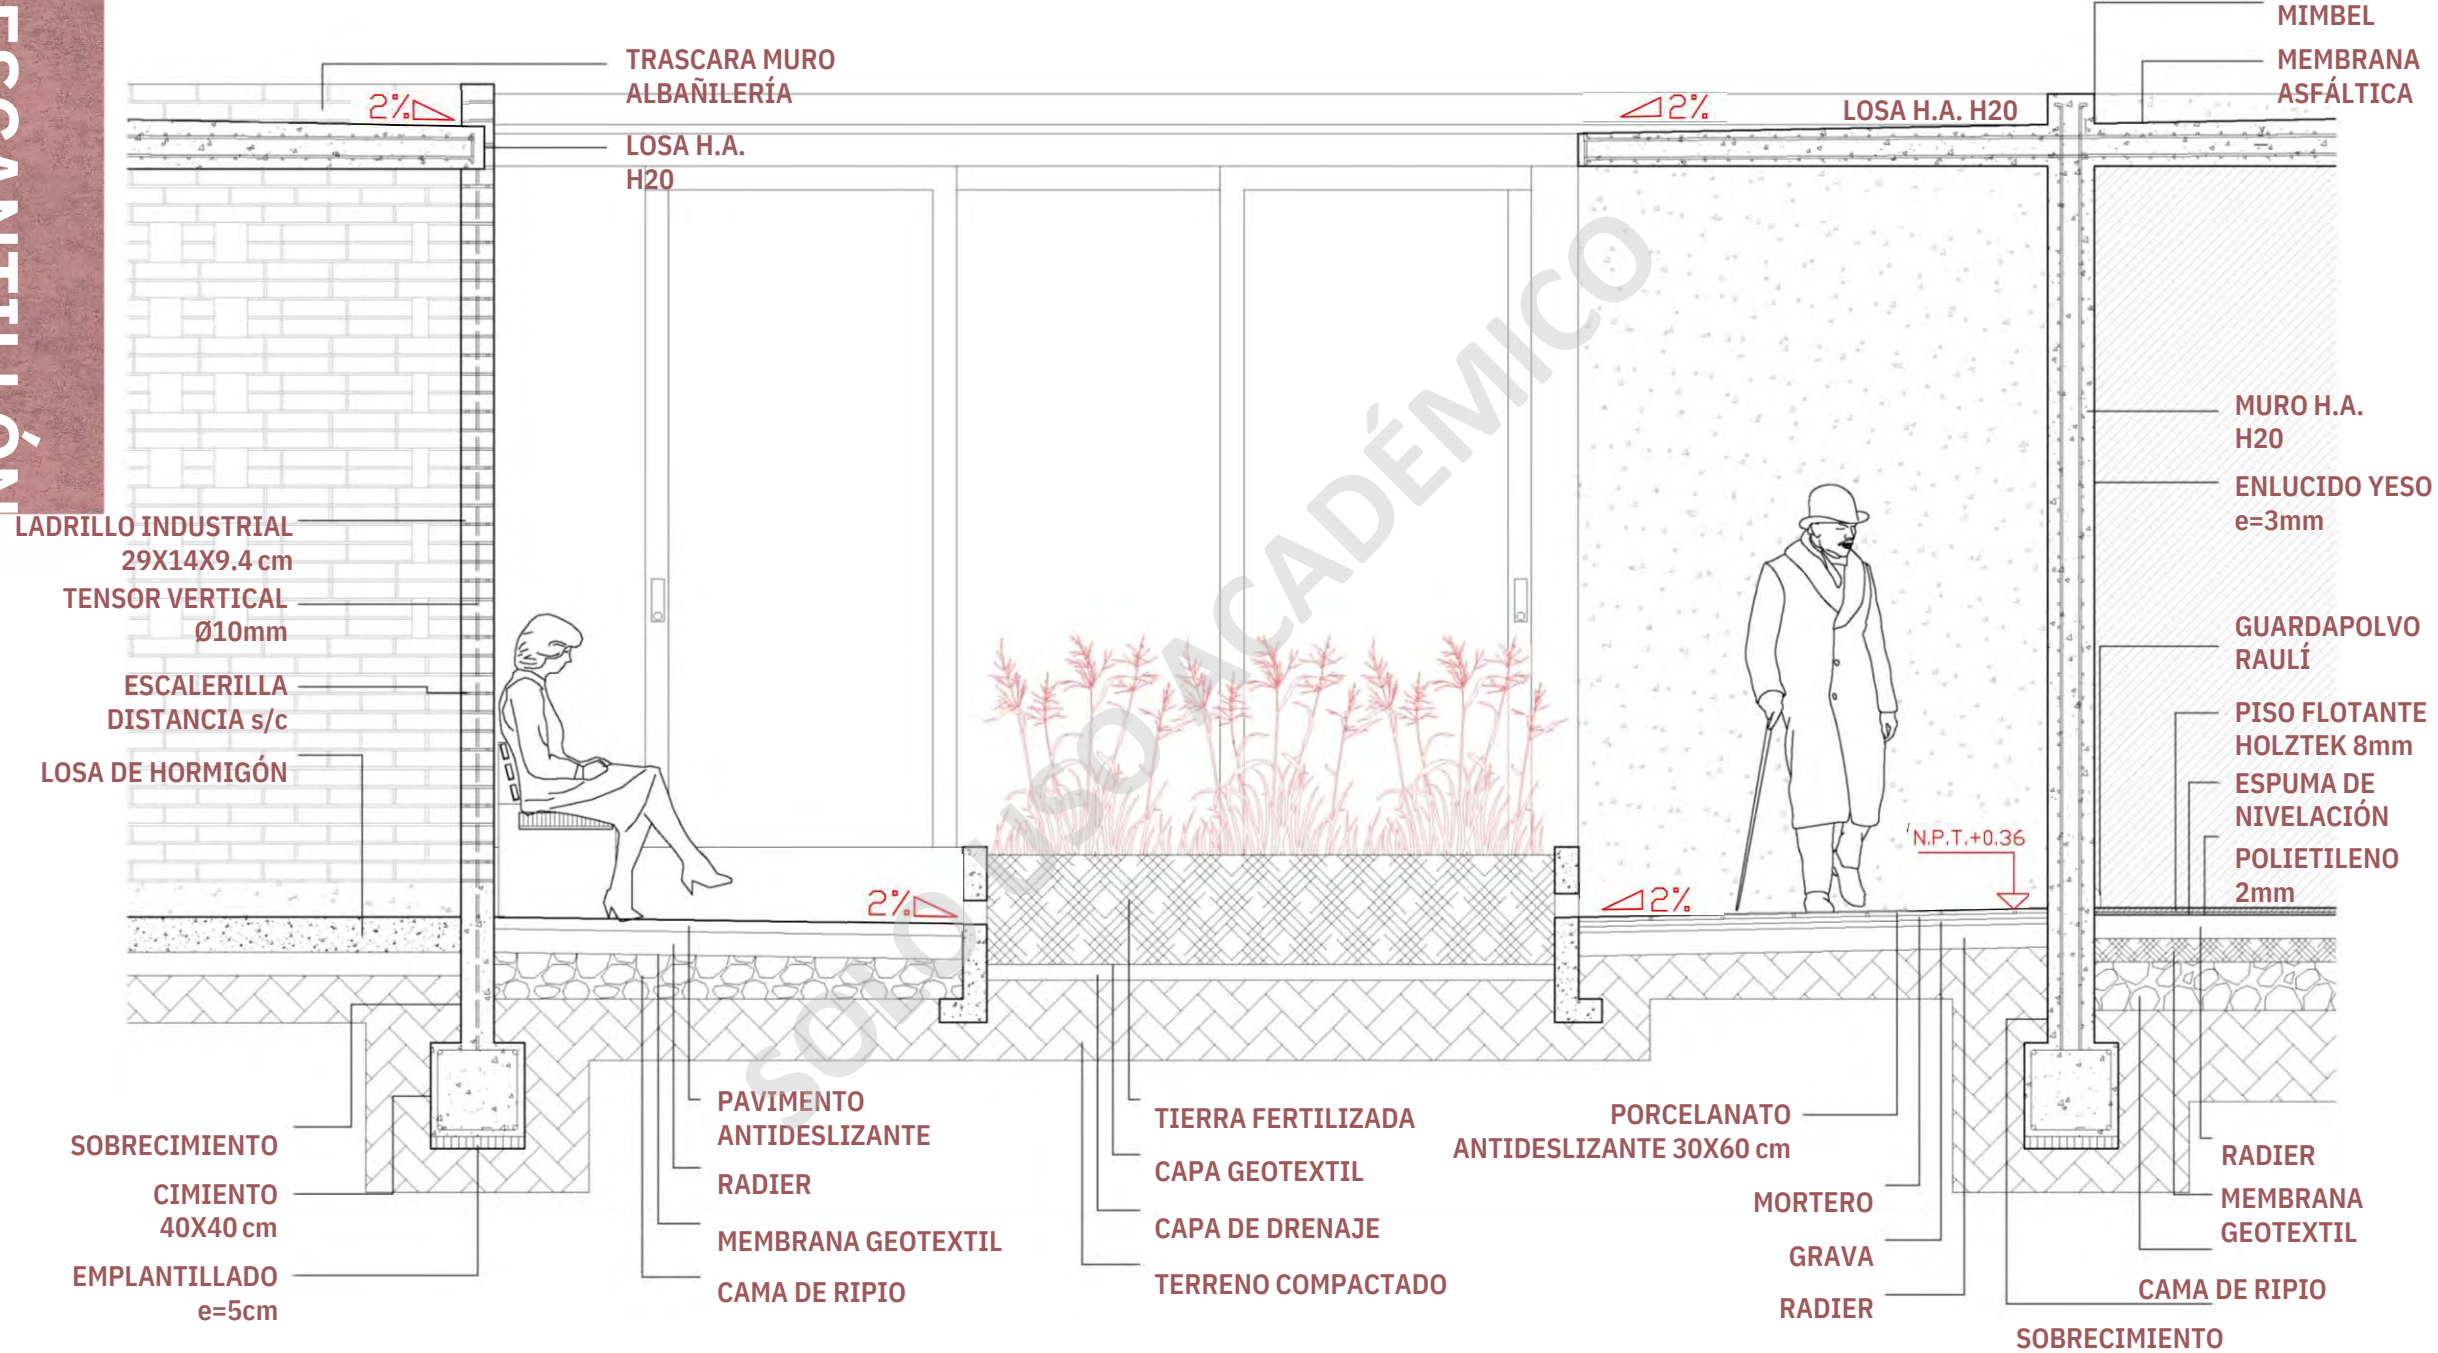 ESCANTILLÓN
TRASCARA MURO
ALBAÑILERÍA
LOSA H.A.
H20
2%
2%
LOSA H.A. H20
MIMBEL
MEMBRANA
ASFÁLTICA
MURO H.A.
H20
ENLUCIDO YESO
e=3mm
GUARDAPOLVO
RAULÍ
PISO FLOTANTE
HOLZTEK 8mm
ESPUMA DE
NIVELACIÓN
POLIETILENO
2mm
LADRILLO INDUSTRIAL
29X14X9.4 cm
TENSOR VERTICAL
Ø10mm
ESCALERILLA
DISTANCIA s/c
LOSA DE HORMIGÓN
2%
2%
N.P.T.+0.36
SOLO USO ACADÉMICO
SOBRECIMIENTO
CIMIENTO
40X40 cm
EMPLANTILLADO
e=5cm
PAVIMENTO
ANTIDESLIZANTE
RADIER
MEMBRANA GEOTEXTIL
CAMA DE RIPIO
TIERRA FERTILIZADA
CAPA GEOTEXTIL
CAPA DE DRENAJE
TERRENO COMPACTADO
PORCELANATO
ANTIDESLIZANTE 30X60 cm
MORTERO
GRAVA
RADIER
RADIER
MEMBRANA
GEOTEXTIL
CAMA DE RIPIO
SOBRECIMIENTO